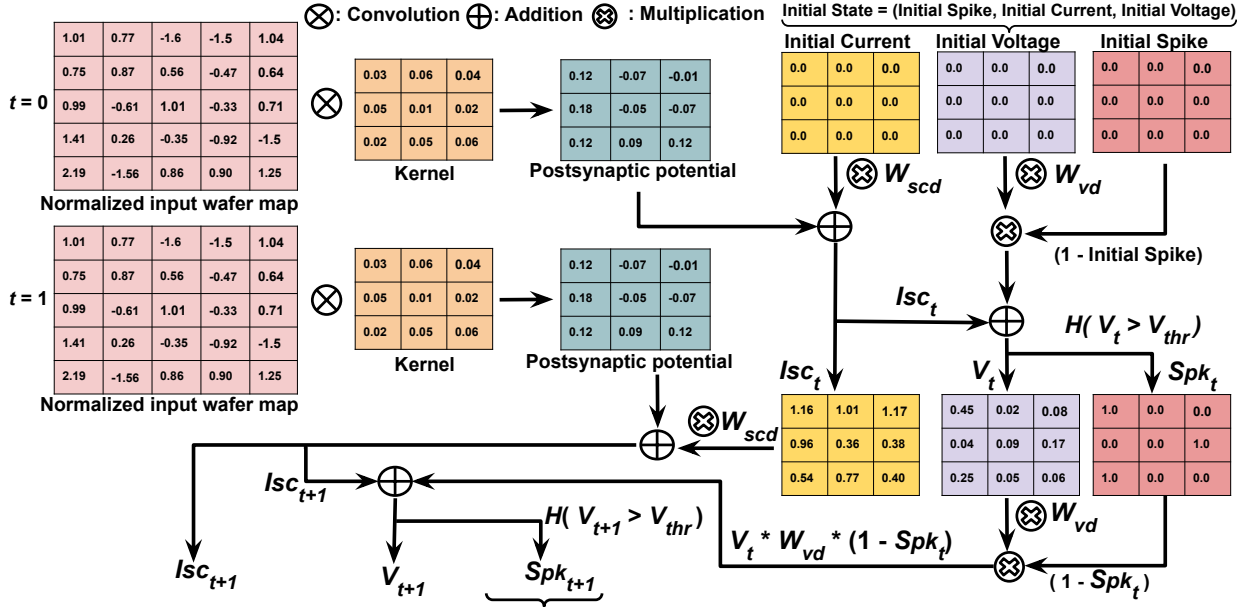 ⊗: Convolution ⊕: Addition ⊗ : Multiplication
Initial State = (Initial Spike, Initial Current, Initial Voltage)
Initial Current Initial Voltage Initial Spike
t = 0
1.01 0.77 -1.6 -1.5 1.04
0.75 0.87 0.56 -0.47 0.64
0.99 -0.61 1.01 -0.33 0.71
1.41 0.26 -0.35 -0.92 -1.5
2.19 -1.56 0.86 0.90 1.25
Normalized input wafer map
0.03 0.06 0.04
0.05 0.01 0.02
0.02 0.05 0.06
Kernel
0.12 -0.07 -0.01
0.18 -0.05 -0.07
0.12 0.09 0.12
Postsynaptic potential
0.0 0.0 0.0
0.0 0.0 0.0
0.0 0.0 0.0
0.0 0.0 0.0
0.0 0.0 0.0
0.0 0.0 0.0
0.0 0.0 0.0
0.0 0.0 0.0
0.0 0.0 0.0
W_scd
W_vd
(1 - Initial Spike)
t = 1
1.01 0.77 -1.6 -1.5 1.04
0.75 0.87 0.56 -0.47 0.64
0.99 -0.61 1.01 -0.33 0.71
1.41 0.26 -0.35 -0.92 -1.5
2.19 -1.56 0.86 0.90 1.25
Normalized input wafer map
0.03 0.06 0.04
0.05 0.01 0.02
0.02 0.05 0.06
Kernel
0.12 -0.07 -0.01
0.18 -0.05 -0.07
0.12 0.09 0.12
Postsynaptic potential
Isc_t
H( V_t > V_thr)
Isc_t
V_t
Spk_t
1.16 1.01 1.17
0.96 0.36 0.38
0.54 0.77 0.40
0.45 0.02 0.08
0.04 0.09 0.17
0.25 0.05 0.06
1.0 0.0 0.0
0.0 0.0 1.0
1.0 0.0 0.0
W_scd
W_vd
Isc_t+1
H( V_t+1 > V_thr)
V_t * W_vd * (1 - Spk_t)
(1 - Spk_t)
Isc_t+1
V_t+1
Spk_t+1